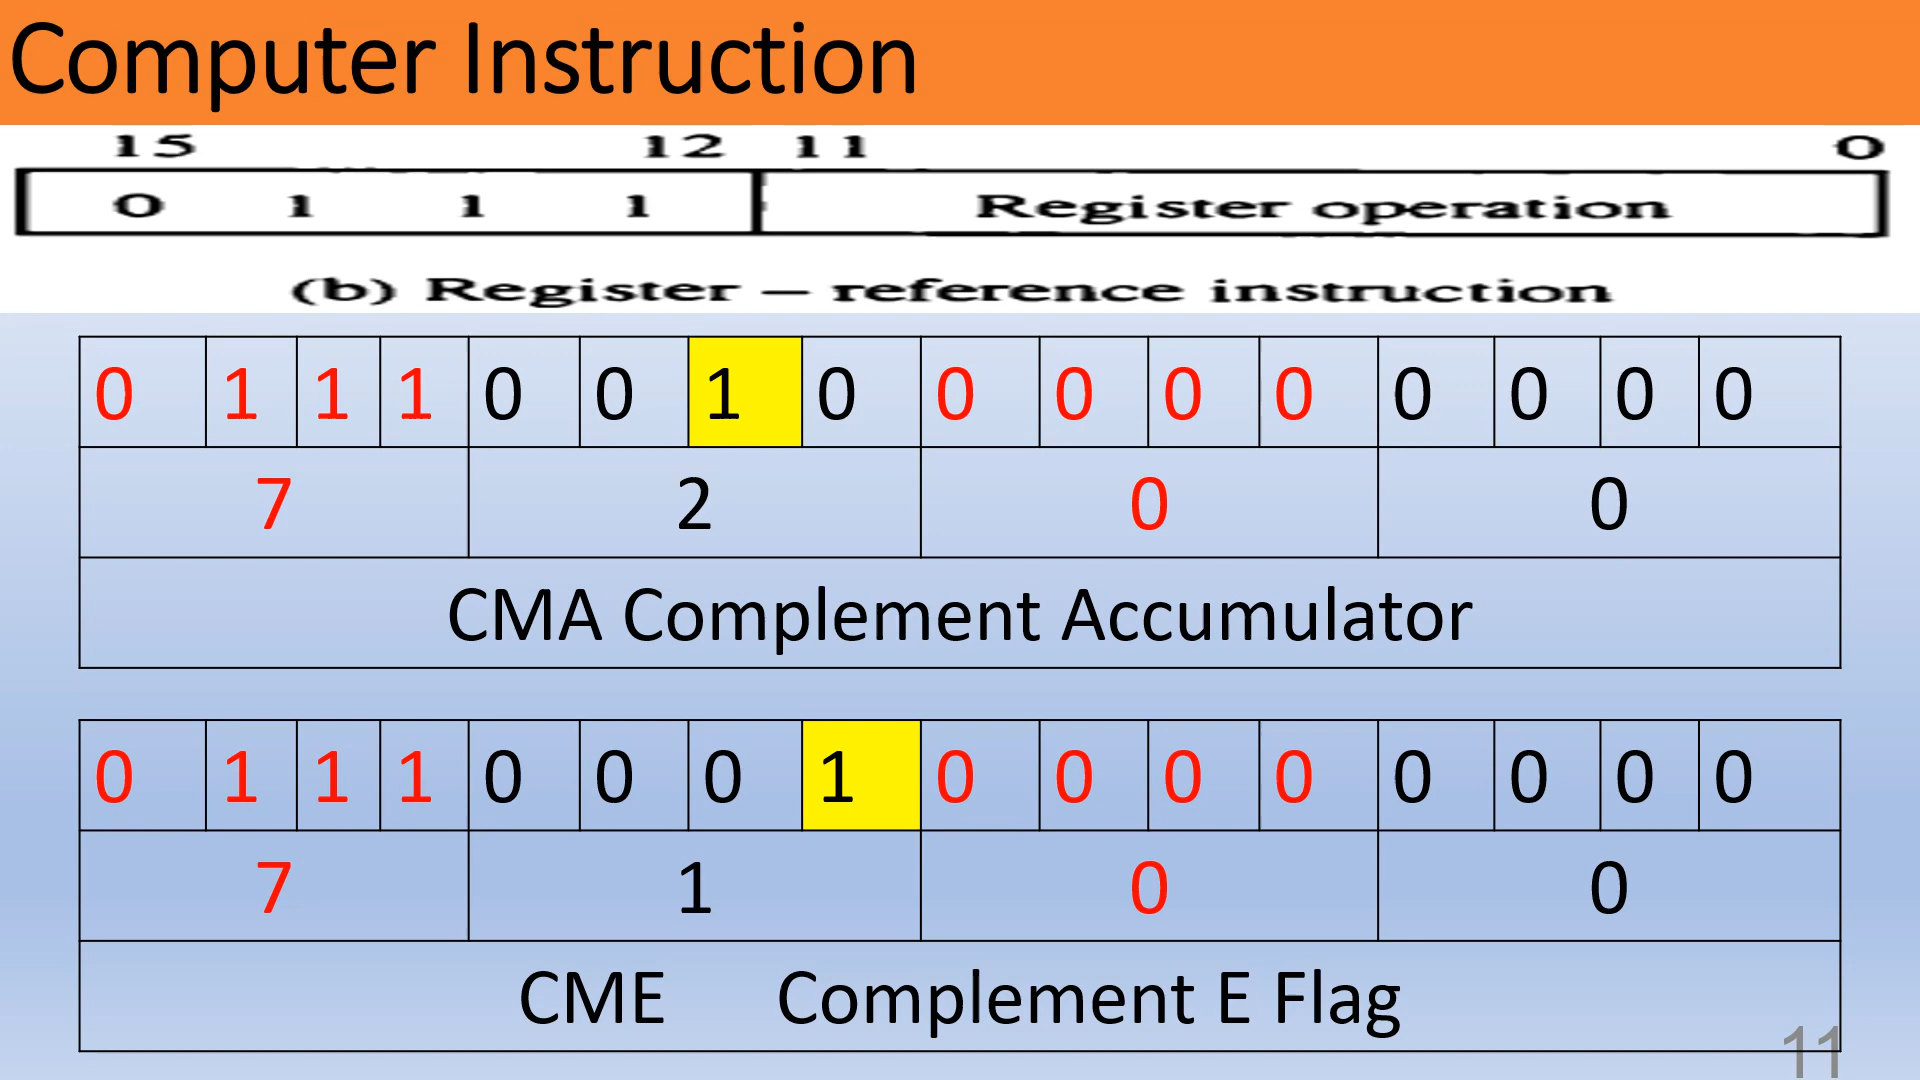 Computer Instruction
15 12 11 0
0 1 1 1 Register operation
(b) Register – reference instruction
0 1 1 1 0 0 1 0 0 0 0 0 0 0 0 0
7 2 0 0
CMA Complement Accumulator
0 1 1 1 0 0 0 1 0 0 0 0 0 0 0 0
7 1 0 0
CME Complement E Flag
11